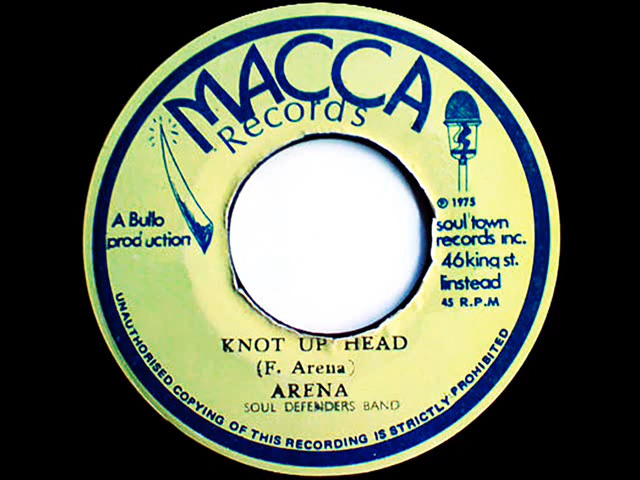 MACCA
Records
℗ 1975
A Bullo
production
soul town
records inc.
46 king st.
linstead
45 R.P.M
KNOT UP HEAD
(F. Arena)
ARENA
SOUL DEFENDERS BAND
UNAUTHORISED COPYING OF THIS RECORDING IS STRICTLY PROHIBITED